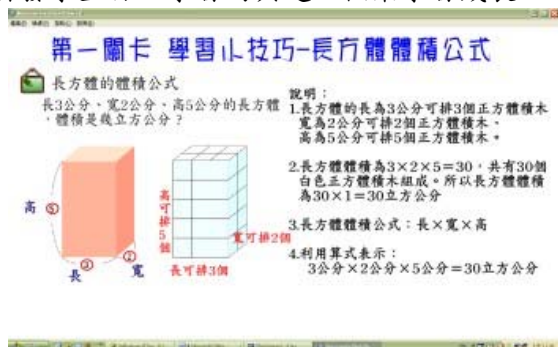 第一關卡 學習小技巧-長方體體積公式
長方體的體積公式
長3公分、寬2公分、高5公分的長方體
，體積是幾立方公分？
高 ⑤
長 ③
② 寬
高可排5個
寬可排2個
長可排3個
說明：
1.長方體的長為3公分可排3個正方體積木
寬為2公分可排2個正方體積木、
高為5公分可排5個正方體積木。
2.長方體體積為3×2×5＝30，共有30個
白色正方體積木組成。所以長方體體積
為30×1＝30立方公分
3.長方體體積公式：長×寬×高
4.利用算式表示：
3公分×2公分×5公分＝30立方公分